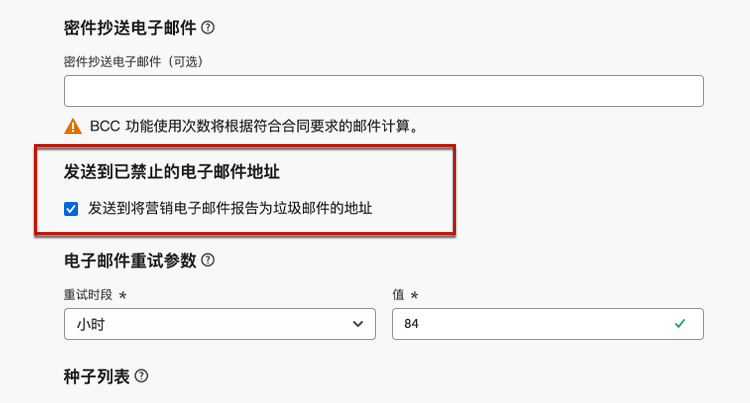 密件抄送电子邮件
密件抄送电子邮件（可选）
BCC 功能使用次数将根据符合合同要求的邮件计算。
发送到已禁止的电子邮件地址
发送到将营销电子邮件报告为垃圾邮件的地址
电子邮件重试参数
重试时段 *
值 *
小时
84
种子列表